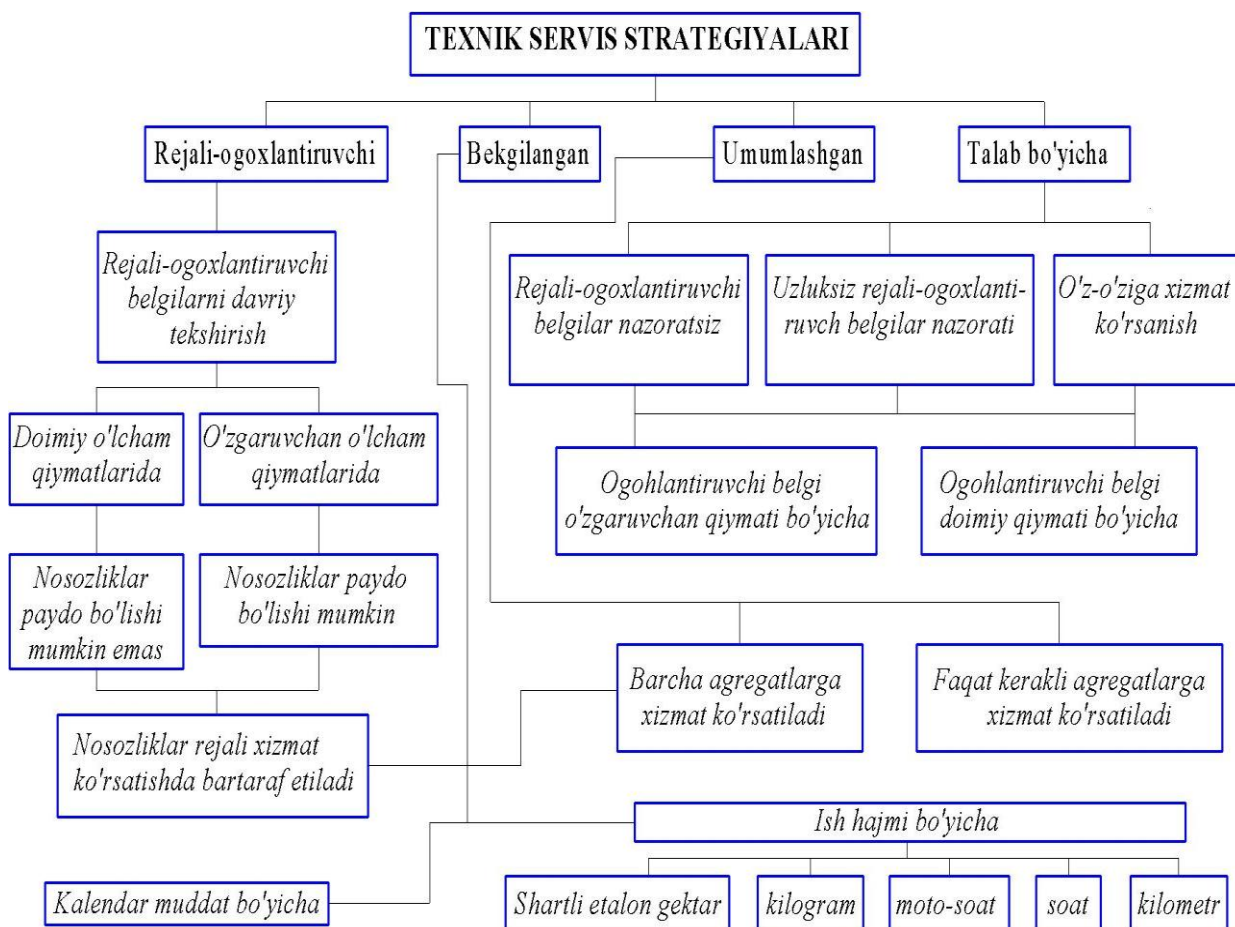 TEXNIK SERVIS STRATEGIYALARI
Rejali-ogoxlantiruvchi
Bekgilangan
Umumlashgan
Talab bo'yicha
Rejali-ogoxlantiruvchi
belgilarni davriy
tekshirish
Rejali-ogoxlantiruvchi
belgilar nazoratsiz
Uzluksiz rejali-ogoxlanti-
ruvch belgilar nazorati
O'z-o'ziga xizmat
ko'rsanish
Doimiy o'lcham
qiymatlarida
O'zgaruvchan o'lcham
qiymatlarida
Ogohlantiruvchi belgi
o'zgaruvchan qiymati bo'yicha
Ogohlantiruvchi belgi
doimiy qiymati bo'yicha
Nosozliklar
paydo bo'lishi
mumkin emas
Nosozliklar paydo
bo'lishi mumkin
Barcha agregatlarga
xizmat ko'rsatiladi
Faqat kerakli agregatlarga
xizmat ko'rsatiladi
Nosozliklar rejali xizmat
ko'rsatishda bartaraf etiladi
Ish hajmi bo'yicha
Kalendar muddat bo'yicha
Shartli etalon gektar
kilogram
moto-soat
soat
kilometr